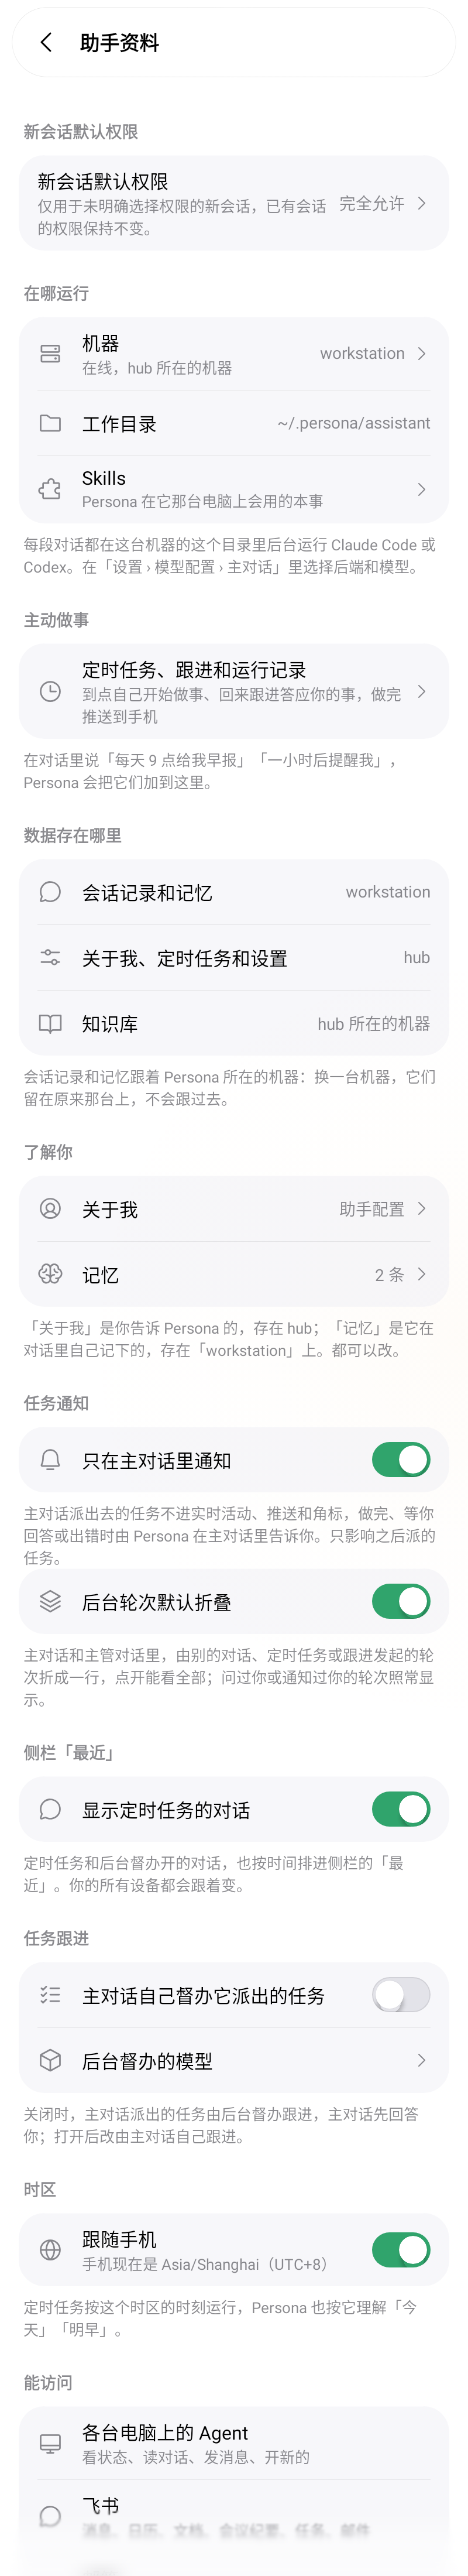 助手资料
新会话默认权限
新会话默认权限
仅用于未明确选择权限的新会话，已有会话
的权限保持不变。
完全允许
在哪运行
机器
在线，hub 所在的机器
workstation
工作目录
~/.persona/assistant
Skills
Persona 在它那台电脑上会用的本事
每段对话都在这台机器的这个目录里后台运行 Claude Code 或
Codex。在「设置 › 模型配置 › 主对话」里选择后端和模型。
主动做事
定时任务、跟进和运行记录
到点自己开始做事、回来跟进答应你的事，做完
推送到手机
在对话里说「每天 9 点给我早报」「一小时后提醒我」，
Persona 会把它们加到这里。
数据存在哪里
会话记录和记忆
workstation
关于我、定时任务和设置
hub
知识库
hub 所在的机器
会话记录和记忆跟着 Persona 所在的机器：换一台机器，它们
留在原来那台上，不会跟过去。
了解你
关于我
助手配置
记忆
2 条
「关于我」是你告诉 Persona 的，存在 hub；「记忆」是它在
对话里自己记下的，存在「workstation」上。都可以改。
任务通知
只在主对话里通知
主对话派出去的任务不进实时活动、推送和角标，做完、等你
回答或出错时由 Persona 在主对话里告诉你。只影响之后派的
任务。
后台轮次默认折叠
主对话和主管对话里，由别的对话、定时任务或跟进发起的轮
次折成一行，点开能看全部；问过你或通知过你的轮次照常显
示。
侧栏「最近」
显示定时任务的对话
定时任务和后台督办开的对话，也按时间排进侧栏的「最
近」。你的所有设备都会跟着变。
任务跟进
主对话自己督办它派出的任务
后台督办的模型
关闭时，主对话派出的任务由后台督办跟进，主对话先回答
你；打开后改由主对话自己跟进。
时区
跟随手机
手机现在是 Asia/Shanghai（UTC+8）
定时任务按这个时区的时刻运行，Persona 也按它理解「今
天」「明早」。
能访问
各台电脑上的 Agent
看状态、读对话、发消息、开新的
飞书
消息、日历、文档、会议纪要、任务、邮件